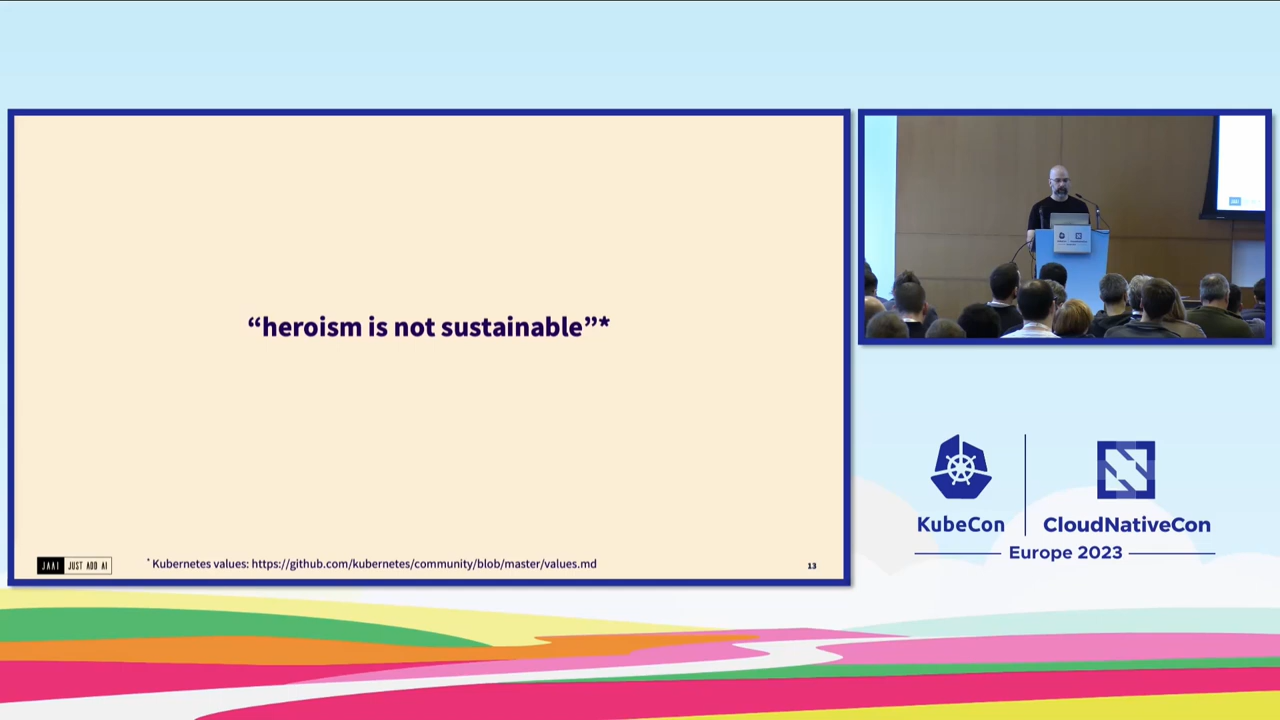 “heroism is not sustainable”*
JAAI JUST ADD AI
* Kubernetes values: https://github.com/kubernetes/community/blob/master/values.md
13
KubeCon
CloudNativeCon
Europe 2023